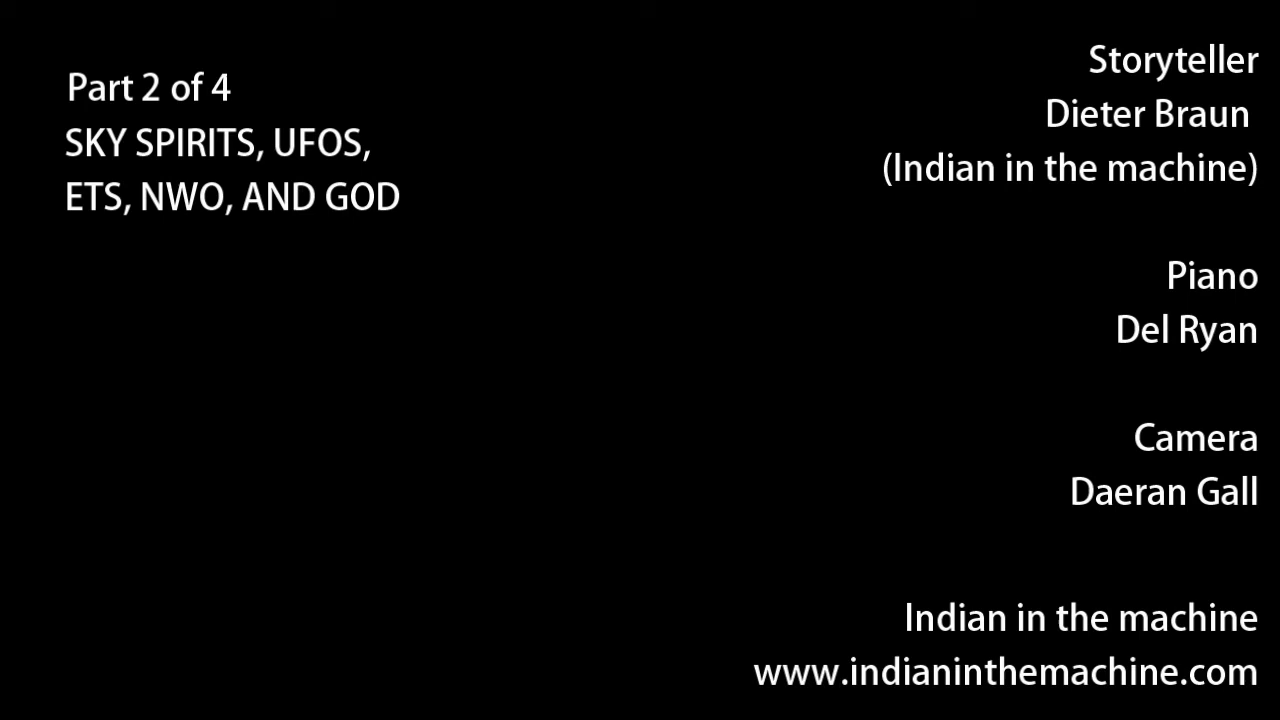 Part 2 of 4
SKY SPIRITS, UFOS,
ETS, NWO, AND GOD
Storyteller
Dieter Braun
(Indian in the machine)
Piano
Del Ryan
Camera
Daeran Gall
Indian in the machine
www.indianinthemachine.com